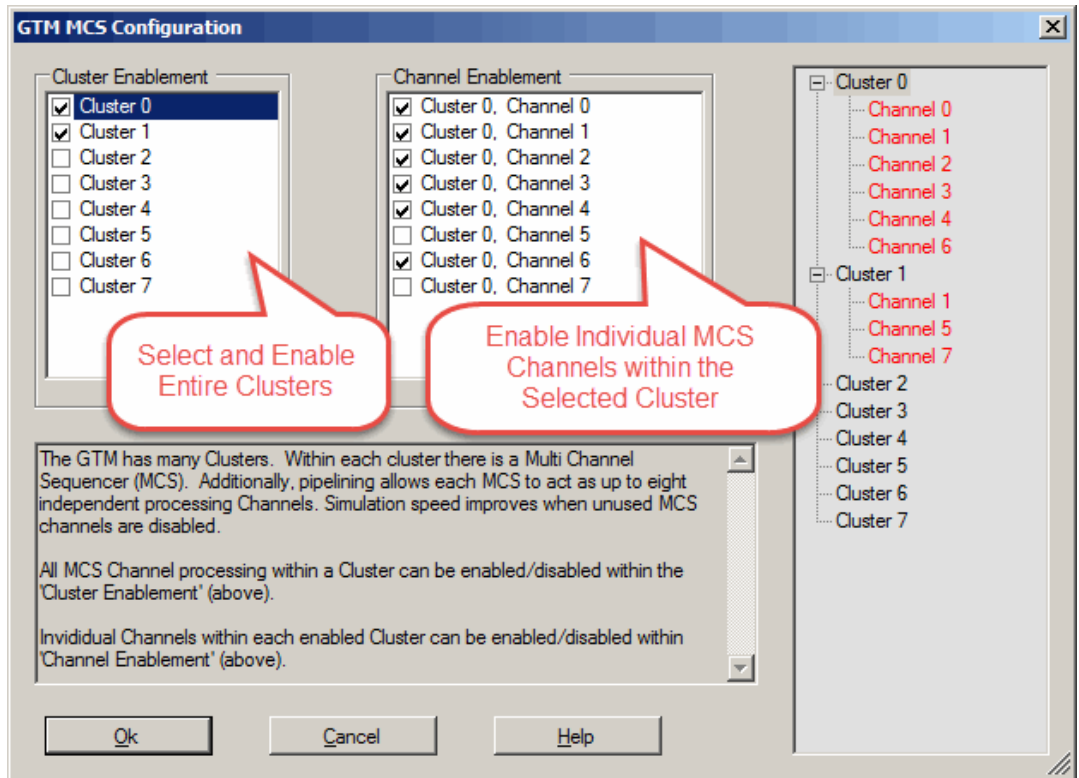 GTM MCS Configuration
Cluster Enablement
Cluster 0
Cluster 1
Cluster 2
Cluster 3
Cluster 4
Cluster 5
Cluster 6
Cluster 7
Select and Enable
Entire Clusters
Channel Enablement
Cluster 0, Channel 0
Cluster 0, Channel 1
Cluster 0, Channel 2
Cluster 0, Channel 3
Cluster 0, Channel 4
Cluster 0, Channel 5
Cluster 0, Channel 6
Cluster 0, Channel 7
Enable Individual MCS
Channels within the
Selected Cluster
Cluster 0
Channel 0
Channel 1
Channel 2
Channel 3
Channel 4
Channel 6
Cluster 1
Channel 1
Channel 5
Channel 7
Cluster 2
Cluster 3
Cluster 4
Cluster 5
Cluster 6
Cluster 7
The GTM has many Clusters. Within each cluster there is a Multi Channel
Sequencer (MCS). Additionally, pipelining allows each MCS to act as up to eight
independent processing Channels. Simulation speed improves when unused MCS
channels are disabled.
All MCS Channel processing within a Cluster can be enabled/disabled within the
'Cluster Enablement' (above).
Invididual Channels within each enabled Cluster can be enabled/disabled within
'Channel Enablement' (above).
Ok
Cancel
Help